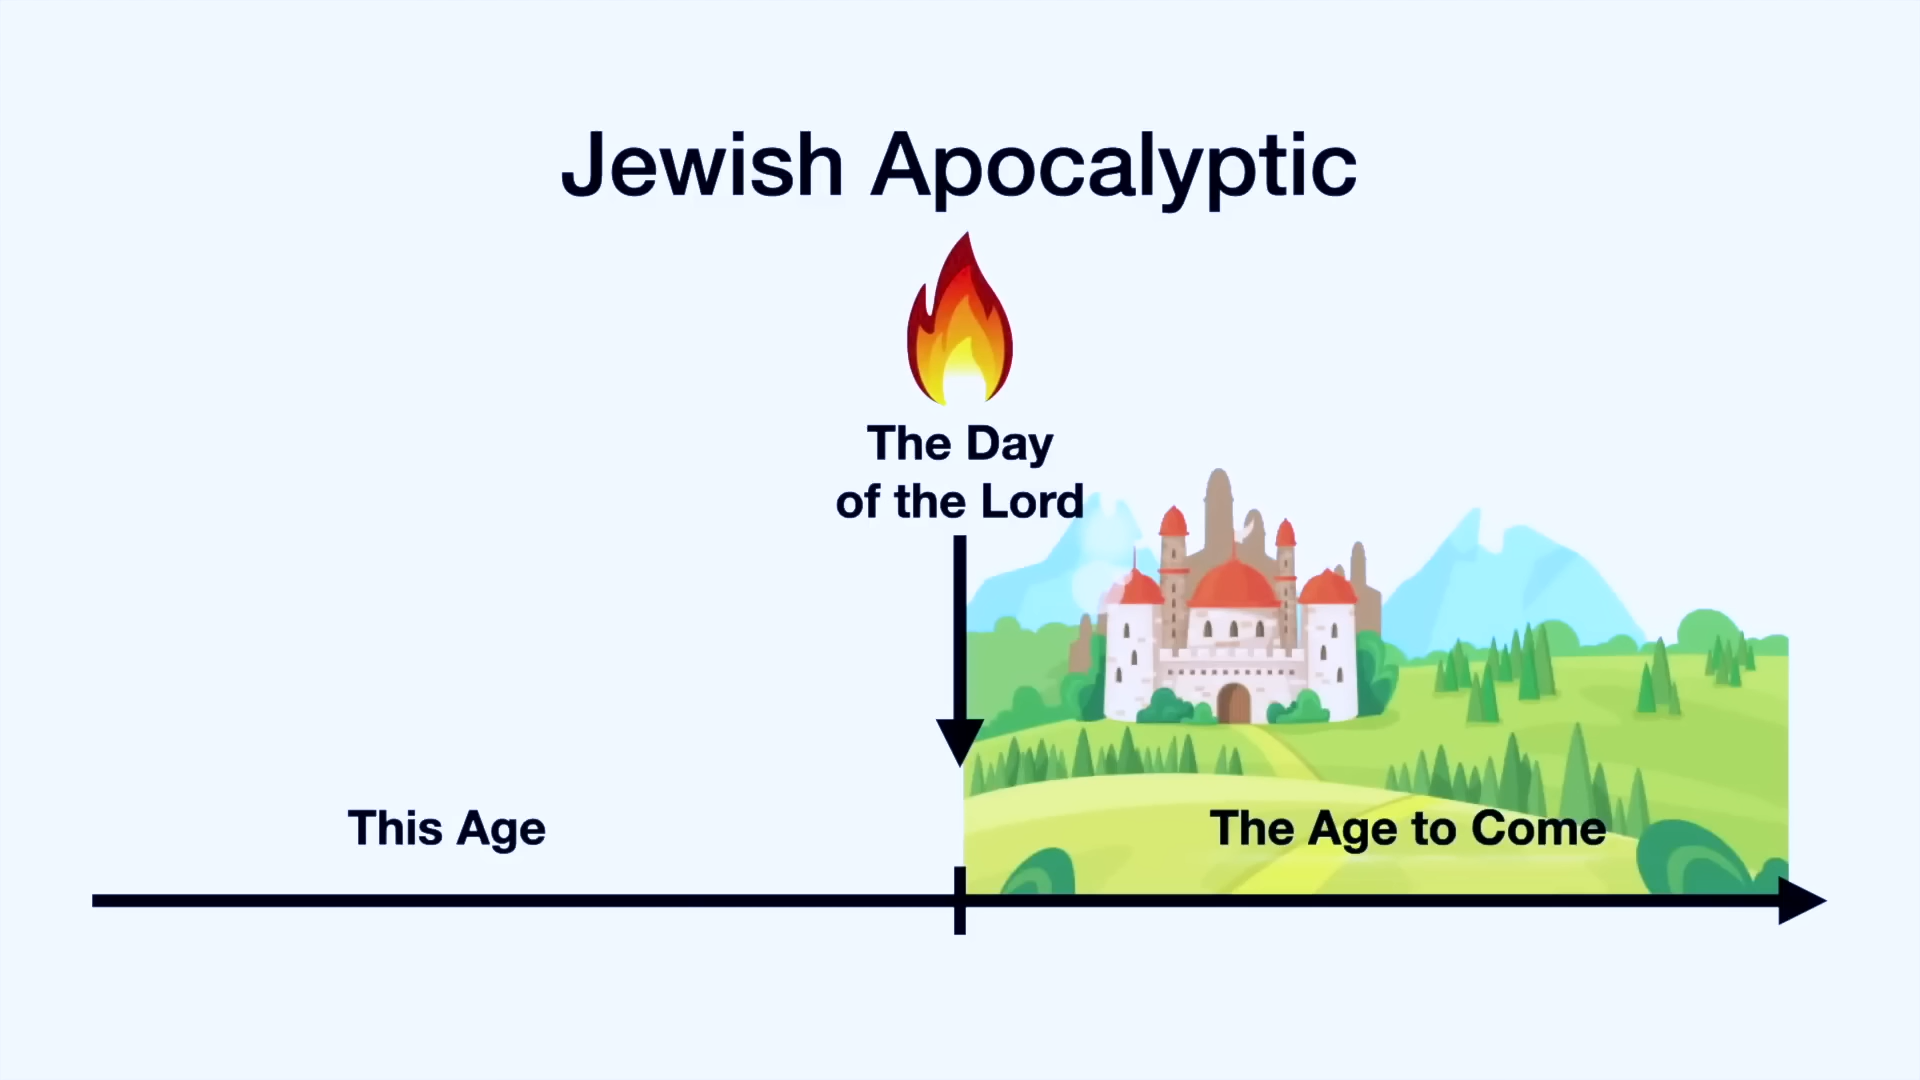 Jewish Apocalyptic
The Day
of the Lord
This Age
The Age to Come